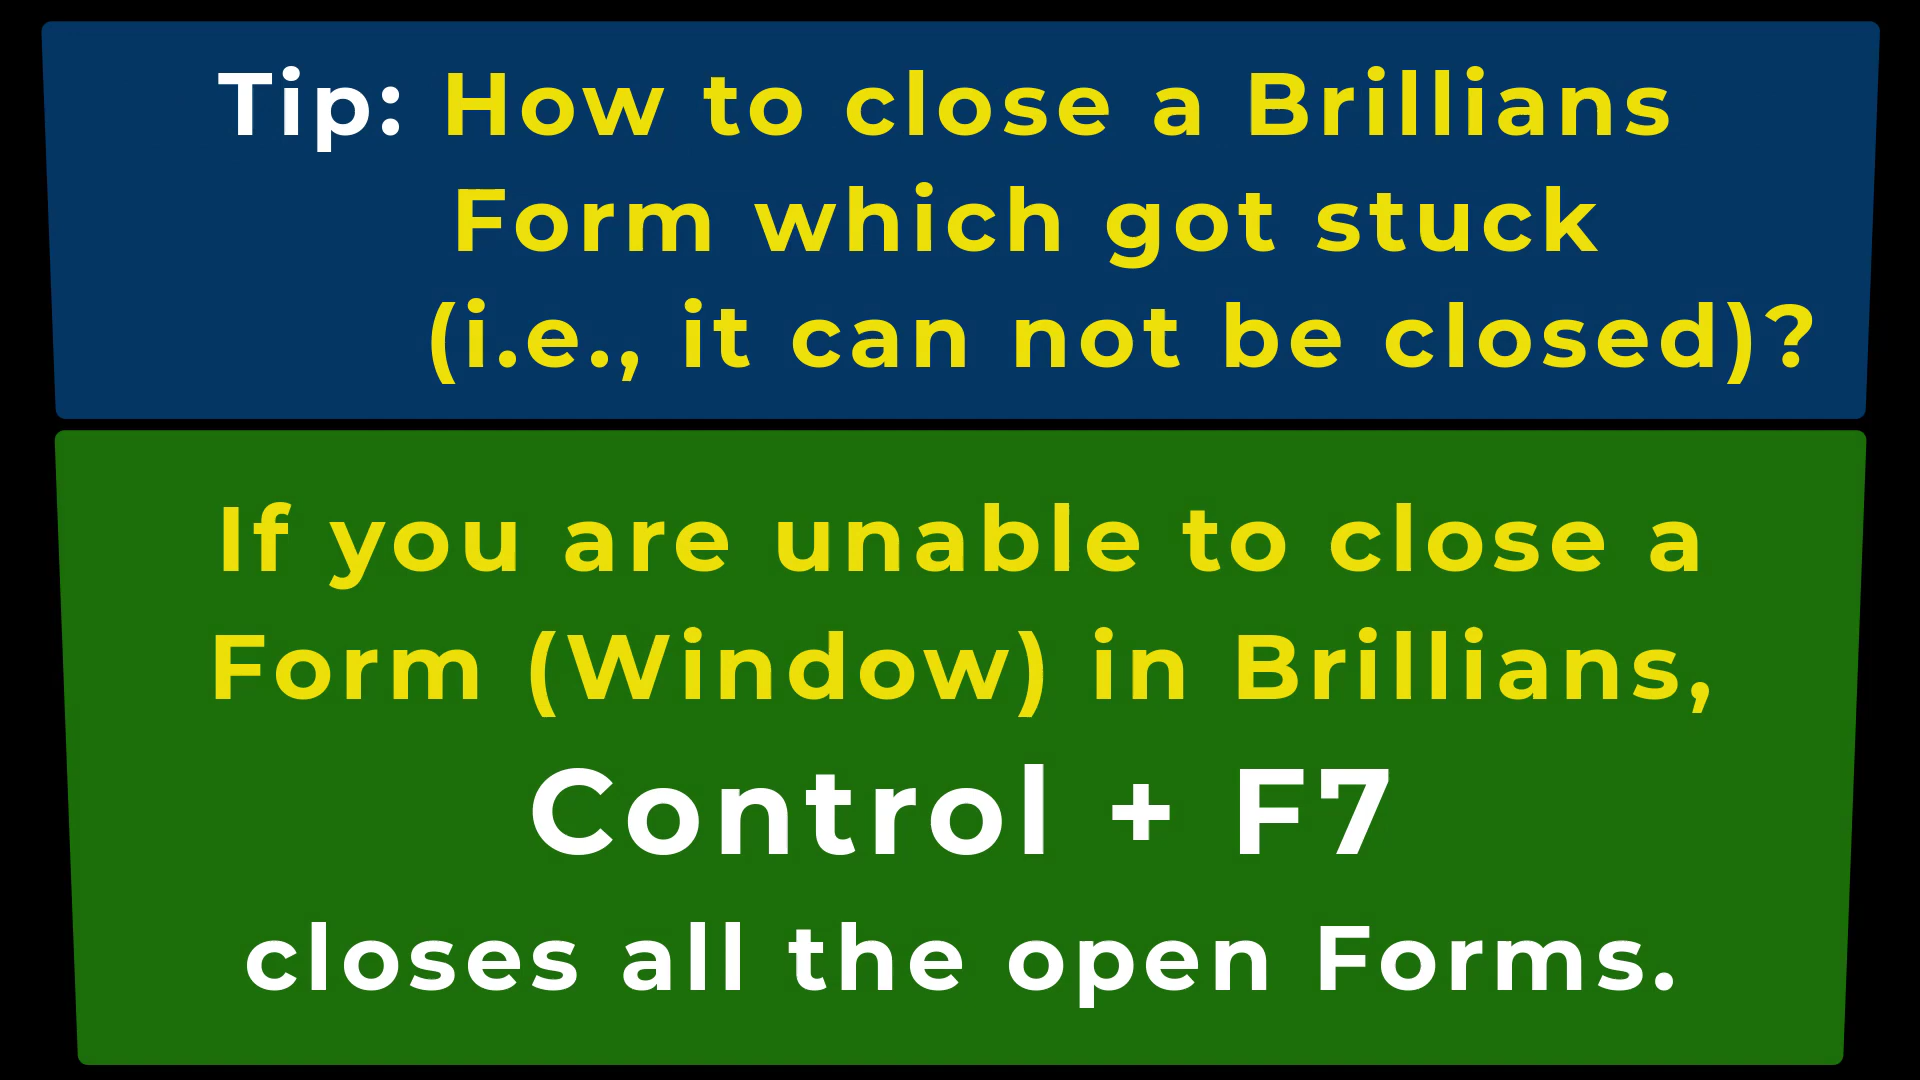 Tip: How to close a Brillians
Form which got stuck
(i.e., it can not be closed)?
If you are unable to close a
Form (Window) in Brillians,
Control + F7
closes all the open Forms.